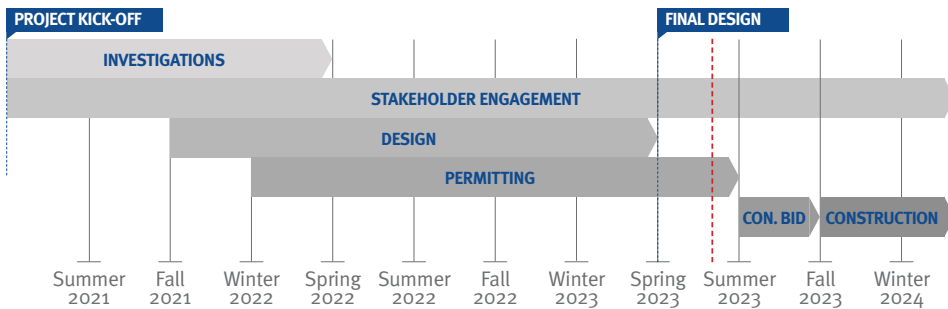 PROJECT KICK-OFF
FINAL DESIGN
INVESTIGATIONS
STAKEHOLDER ENGAGEMENT
DESIGN
PERMITTING
CON. BID
CONSTRUCTION
Summer
2021
Fall
2021
Winter
2022
Spring
2022
Summer
2022
Fall
2022
Winter
2023
Spring
2023
Summer
2023
Fall
2023
Winter
2024